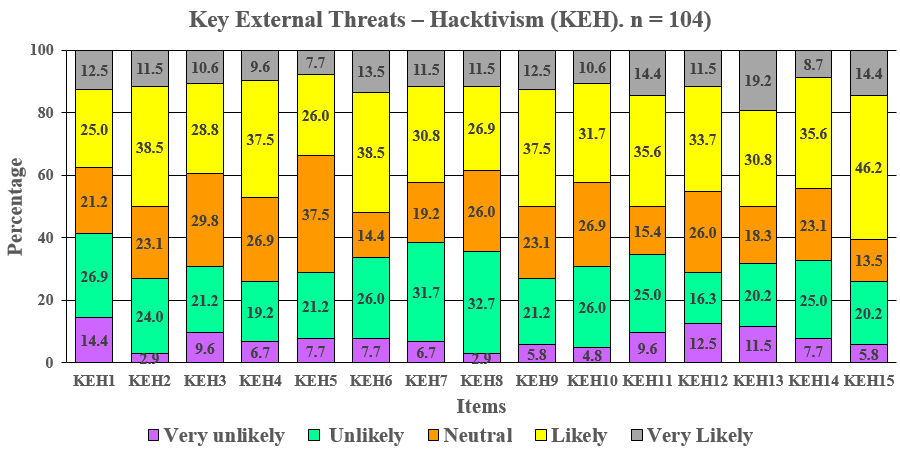 Key External Threats – Hacktivism (KEH). n = 104)
100
80
60
40
20
0
Percentage
12.5 11.5 10.6 9.6 7.7 13.5 11.5 11.5 12.5 10.6 14.4 11.5 19.2 8.7 14.4
25.0 38.5 28.8 37.5 26.0 38.5 30.8 26.9 37.5 31.7 35.6 33.7 30.8 35.6 46.2
21.2 23.1 29.8 26.9 37.5 14.4 19.2 26.0 23.1 26.9 15.4 26.0 18.3 23.1 13.5
26.9 24.0 21.2 19.2 21.2 26.0 31.7 32.7 21.2 26.0 25.0 16.3 20.2 25.0 20.2
14.4 2.9 9.6 6.7 7.7 7.7 6.7 2.9 5.8 4.8 9.6 12.5 11.5 7.7 5.8
KEH1 KEH2 KEH3 KEH4 KEH5 KEH6 KEH7 KEH8 KEH9 KEH10 KEH11 KEH12 KEH13 KEH14 KEH15
Items
Very unlikely Unlikely Neutral Likely Very Likely